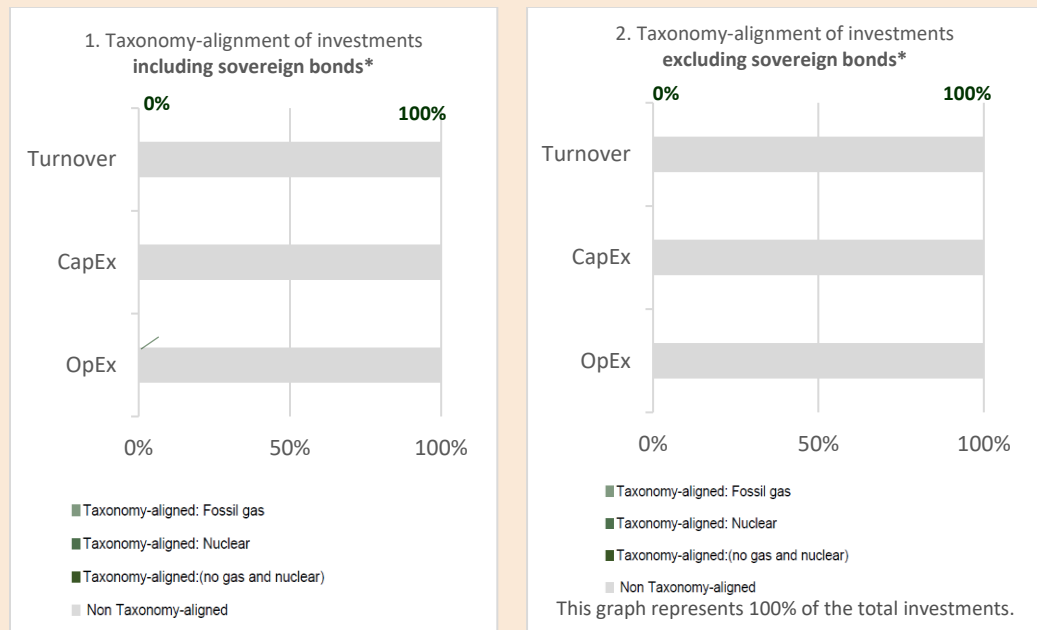 1. Taxonomy-alignment of investments
including sovereign bonds*
0%
100%
Turnover
CapEx
OpEx
0% 50% 100%
Taxonomy-aligned: Fossil gas
Taxonomy-aligned: Nuclear
Taxonomy-aligned:(no gas and nuclear)
Non Taxonomy-aligned
2. Taxonomy-alignment of investments
excluding sovereign bonds*
0% 100%
Turnover
CapEx
OpEx
0% 50% 100%
Taxonomy-aligned: Fossil gas
Taxonomy-aligned: Nuclear
Taxonomy-aligned:(no gas and nuclear)
Non Taxonomy-aligned
This graph represents 100% of the total investments.